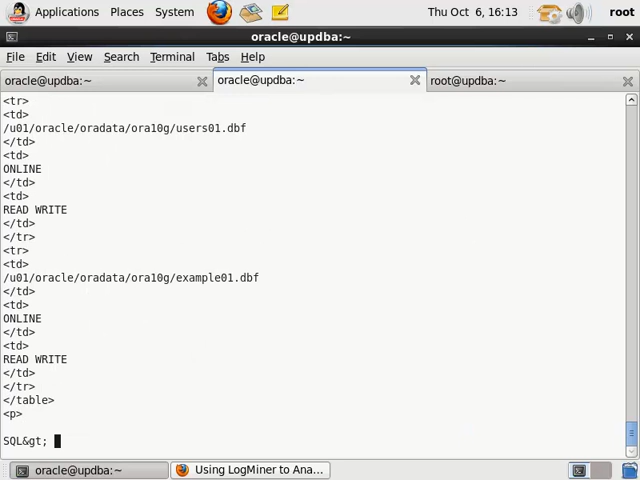 Applications Places System Thu Oct 6, 16:13 root
oracle@updba:~
File Edit View Search Terminal Tabs Help
oracle@updba:~ oracle@updba:~ root@updba:~
<tr>
<td>
/u01/oracle/oradata/ora10g/users01.dbf
</td>
<td>
ONLINE
</td>
<td>
READ WRITE
</td>
</tr>
<tr>
<td>
/u01/oracle/oradata/ora10g/example01.dbf
</td>
<td>
ONLINE
</td>
<td>
READ WRITE
</td>
</tr>
</table>
<p>
SQL&gt;
oracle@updba:~ Using LogMiner to Ana...